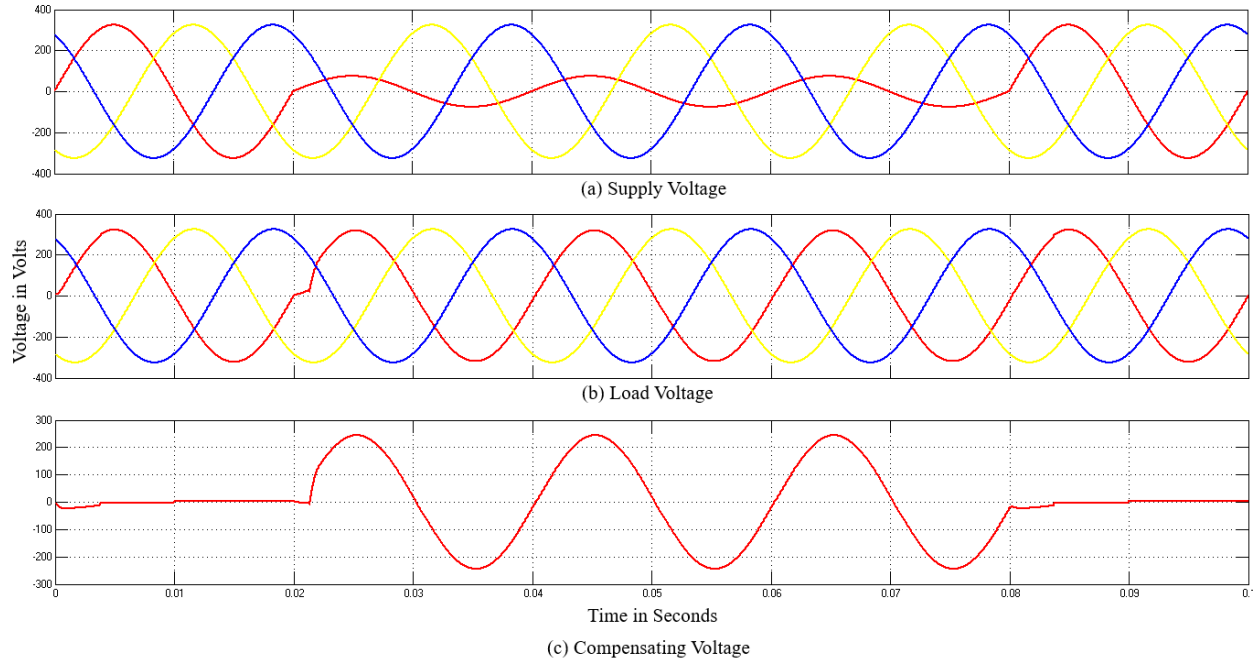 400
200
0
-200
-400
(a) Supply Voltage
400
200
0
-200
-400
Voltage in Volts
(b) Load Voltage
300
200
100
0
-100
-200
-300
0 0.01 0.02 0.03 0.04 0.05 0.06 0.07 0.08 0.09 0.1
Time in Seconds
(c) Compensating Voltage